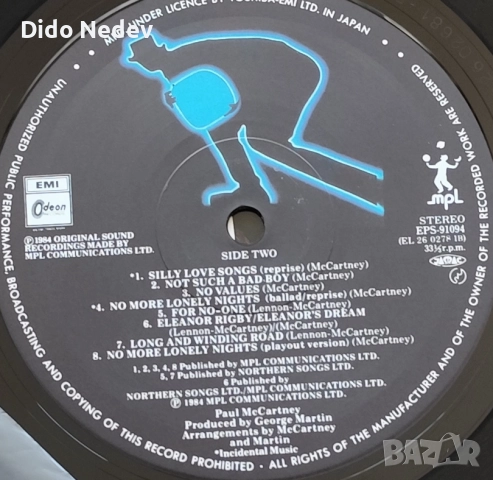 Dido Nedev
MFD UNDER LICENCE BY TOSHIBA-EMI LTD. IN JAPAN
UNAUTHORIZED PUBLIC PERFORMANCE, BROADCASTING AND COPYING OF THIS RECORD PROHIBITED · ALL RIGHTS OF THE MANUFACTURER AND OF THE OWNER OF THE RECORDED WORK ARE RESERVED
EMI
Odeon
mpL
STEREO
EPS-91094
(EL 26 0278 1B)
33⅓r.p.m.
℗1984 ORIGINAL SOUND
RECORDINGS MADE BY
MPL COMMUNICATIONS LTD.
SIDE TWO
*1. SILLY LOVE SONGS (reprise) (McCartney)
2. NOT SUCH A BAD BOY (McCartney)
3. NO VALUES (McCartney)
*4. NO MORE LONELY NIGHTS (ballad/reprise) (McCartney)
5. FOR NO-ONE (Lennon-McCartney)
6. ELEANOR RIGBY/ELEANOR'S DREAM
(Lennon-McCartney)/(McCartney)
7. LONG AND WINDING ROAD (Lennon-McCartney)
8. NO MORE LONELY NIGHTS (playout version) (McCartney)
1, 2, 3, 4, 8 Published by MPL COMMUNICATIONS LTD.
5, 7 Published by NORTHERN SONGS LTD.
6 Published by
NORTHERN SONGS LTD./MPL COMMUNICATIONS LTD.
℗ 1984 MPL COMMUNICATIONS LTD.
Paul McCartney
Produced by George Martin
Arrangements by McCartney
and Martin
*Incidental Music
BAZAR.BG